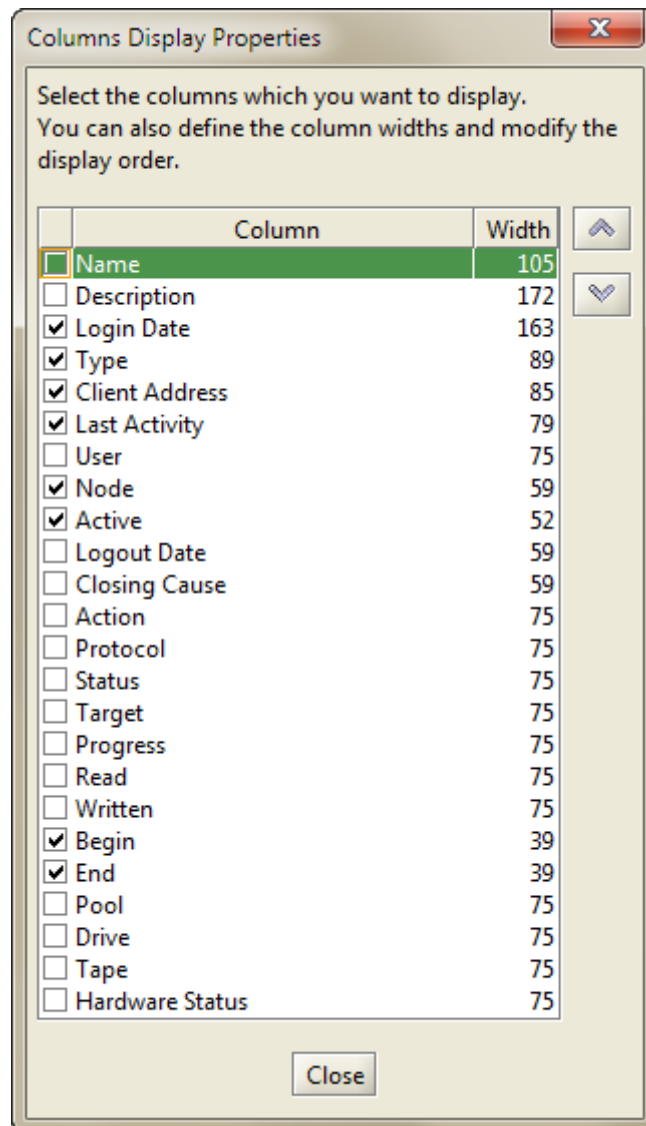 Columns Display Properties
Select the columns which you want to display.
You can also define the column widths and modify the
display order.
Column Width
Name 105
Description 172
Login Date 163
Type 89
Client Address 85
Last Activity 79
User 75
Node 59
Active 52
Logout Date 59
Closing Cause 59
Action 75
Protocol 75
Status 75
Target 75
Progress 75
Read 75
Written 75
Begin 39
End 39
Pool 75
Drive 75
Tape 75
Hardware Status 75
Close